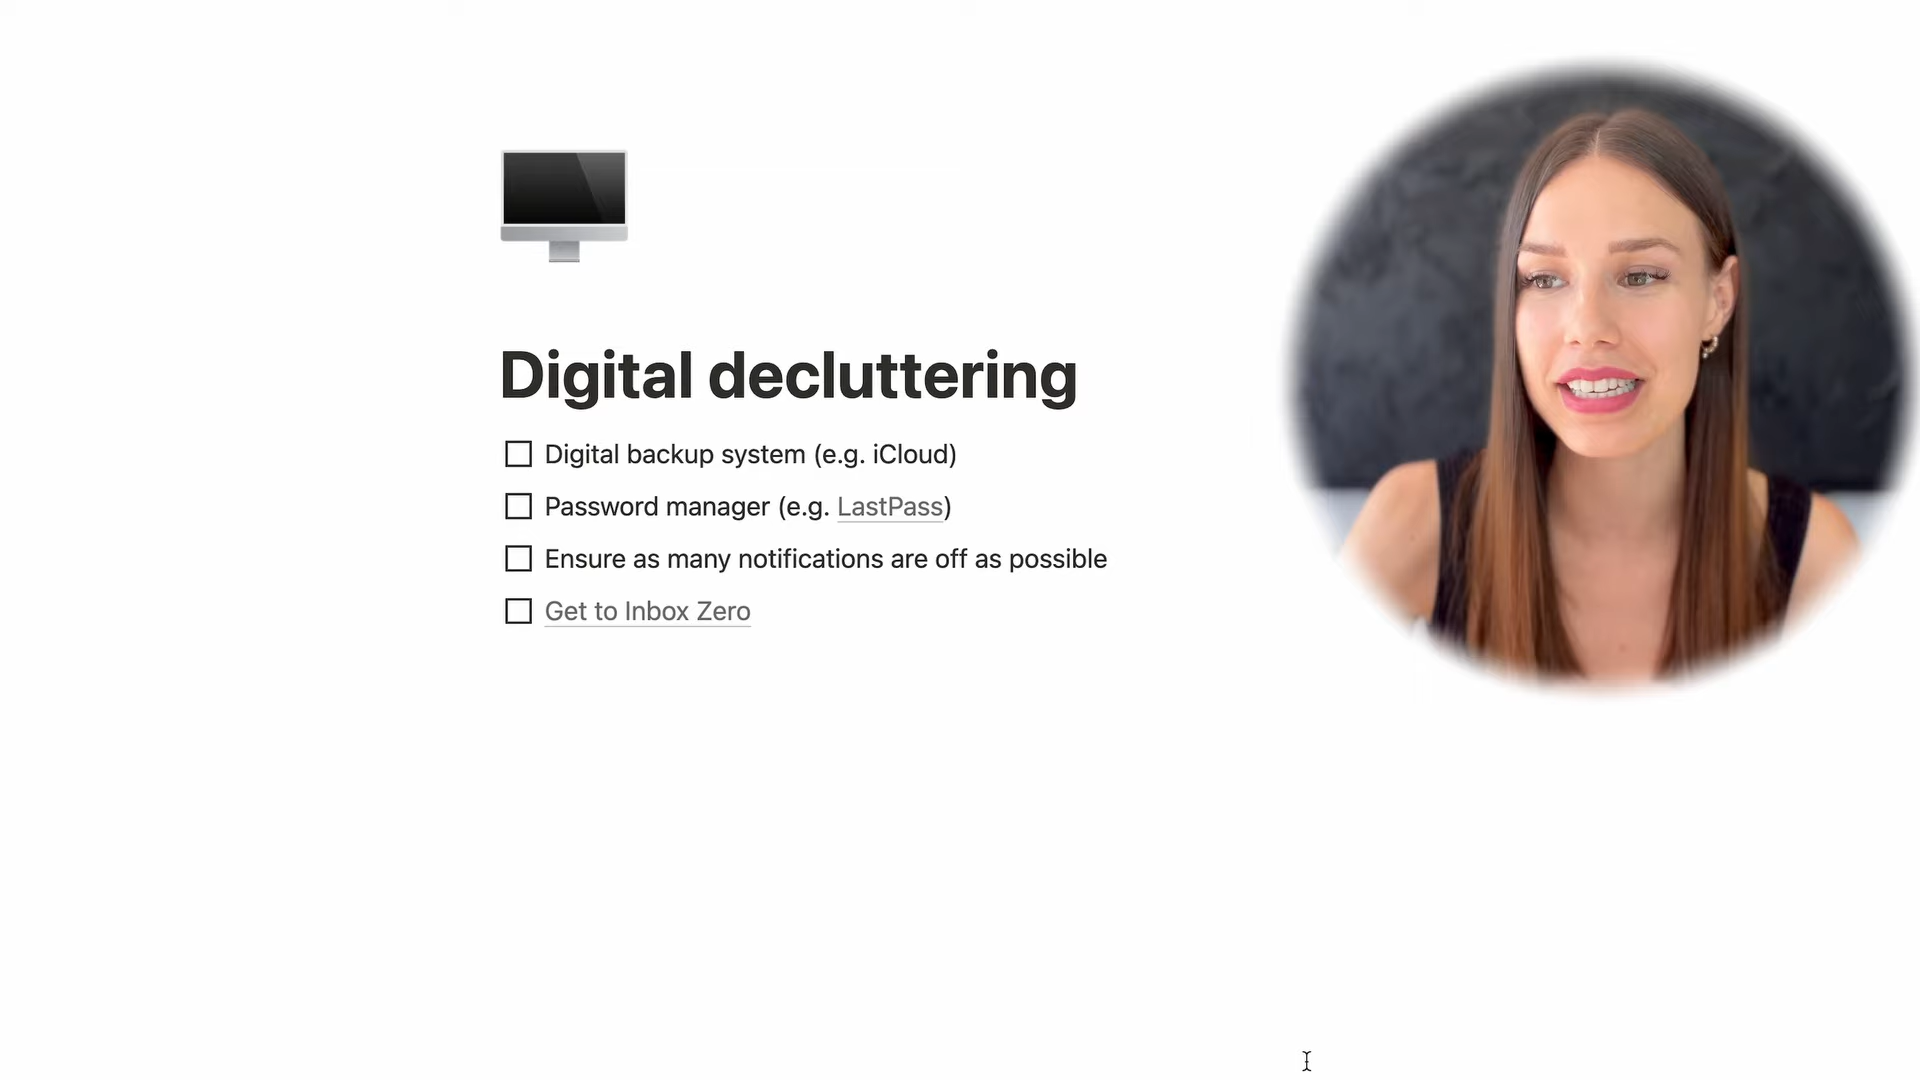 Digital decluttering
Digital backup system (e.g. iCloud)
Password manager (e.g. LastPass)
Ensure as many notifications are off as possible
Get to Inbox Zero